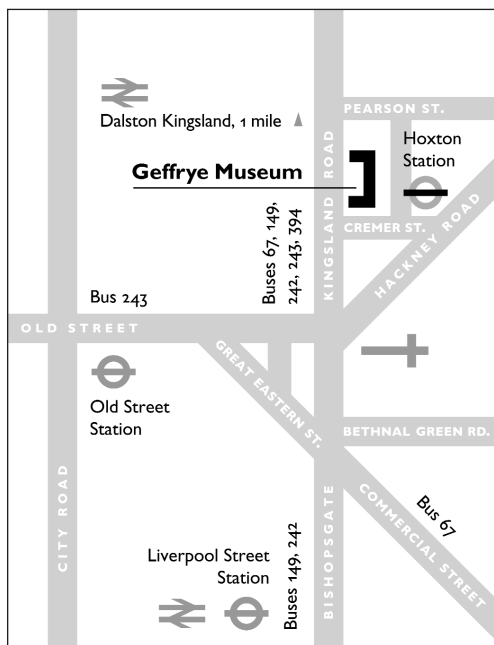 PEARSON ST.
Dalston Kingsland, 1 mile
Hoxton
Station
Geffrye Museum
KINGSLAND ROAD
Buses 67, 149,
242, 243, 394
CREMER ST.
HACKNEY ROAD
Bus 243
OLD STREET
GREAT EASTERN ST.
Old Street
Station
BETHNAL GREEN RD.
CITY ROAD
BISHOPSGATE
COMMERCIAL STREET
Bus 67
Liverpool Street
Station
Buses 149, 242